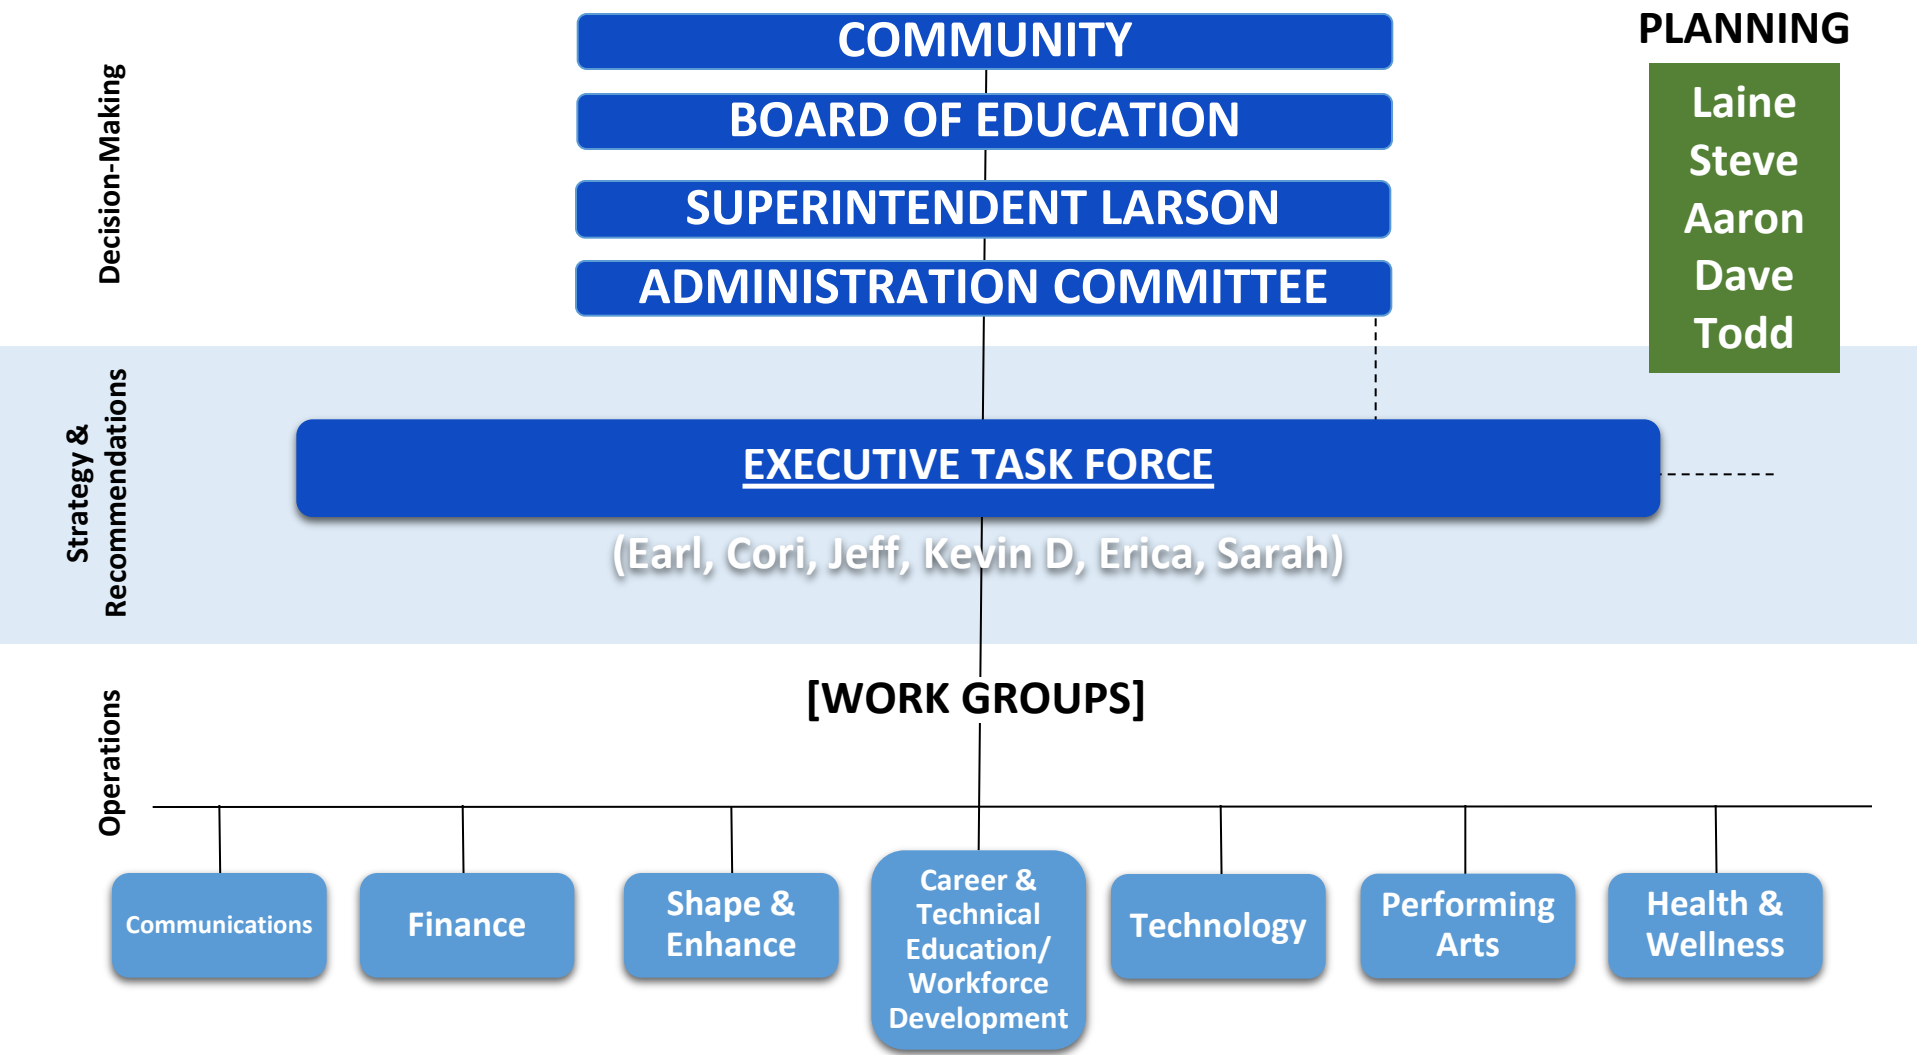 COMMUNITY
BOARD OF EDUCATION
SUPERINTENDENT LARSON
ADMINISTRATION COMMITTEE
PLANNING
Laine
Steve
Aaron
Dave
Todd
Decision-Making
Strategy &
Recommendations
EXECUTIVE TASK FORCE
(Earl, Cori, Jeff, Kevin D, Erica, Sarah)
Operations
[WORK GROUPS]
Communications
Finance
Shape &
Enhance
Career &
Technical
Education/
Workforce
Development
Technology
Performing
Arts
Health &
Wellness